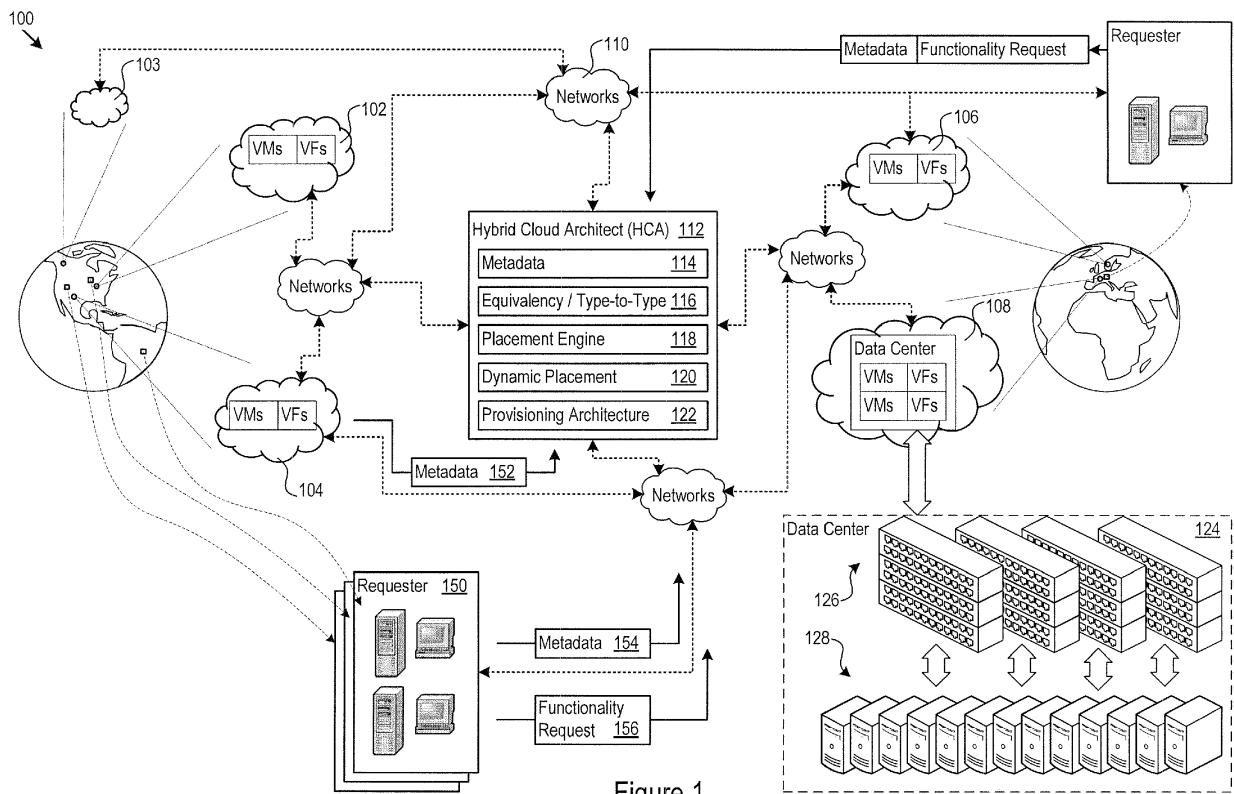 100
103
110
Networks
Metadata Functionality Request
Requester
102
VMs VFs
106
VMs VFs
Hybrid Cloud Architect (HCA) 112
Metadata 114
Equivalency / Type-to-Type 116
Placement Engine 118
Dynamic Placement 120
Provisioning Architecture 122
Networks
Networks
108
Data Center
VMs VFs
VMs VFs
VMs VFs
104
Metadata 152
Networks
Data Center 124
126
128
Requester 150
Metadata 154
Functionality
Request 156
Figure 1